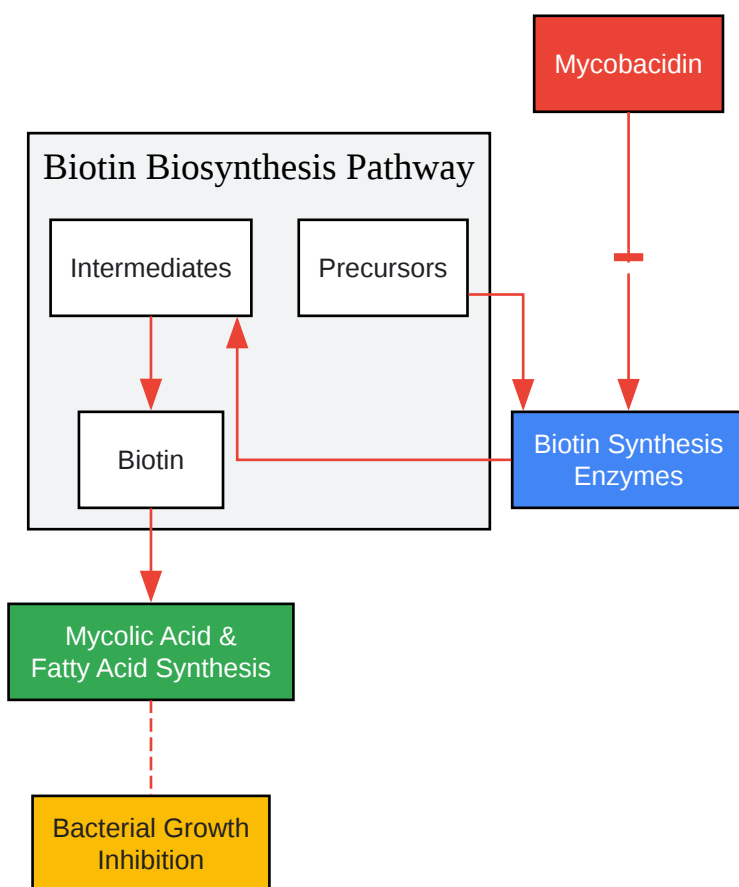 Mycobacidin
Biotin Biosynthesis Pathway
Intermediates
Precursors
Biotin
Biotin Synthesis
Enzymes
Mycolic Acid &
Fatty Acid Synthesis
Bacterial Growth
Inhibition